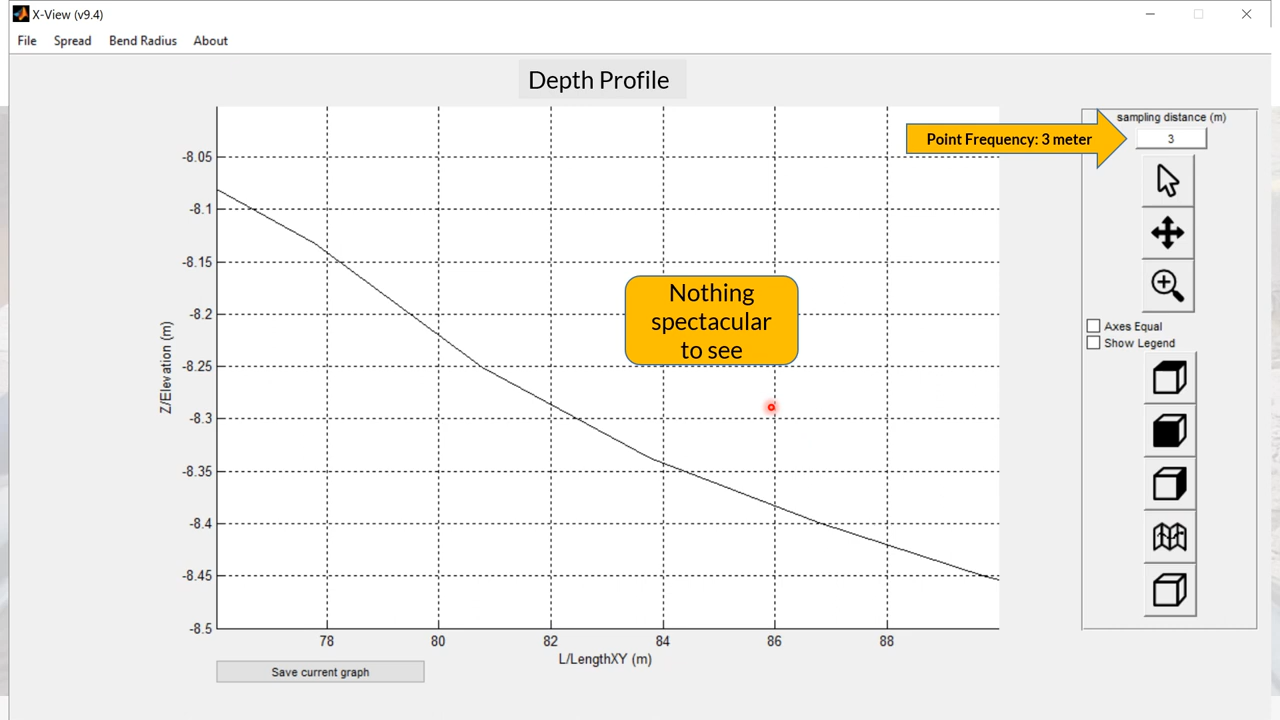 X-View (v9.4)
File Spread Bend Radius About
Depth Profile
sampling distance (m)
Point Frequency: 3 meter
3
-8.05
-8.1
-8.15
-8.2
-8.25
-8.3
-8.35
-8.4
-8.45
-8.5
Z/Elevation (m)
Nothing
spectacular
to see
Axes Equal
Show Legend
78 80 82 84 86 88
L/LengthXY (m)
Save current graph